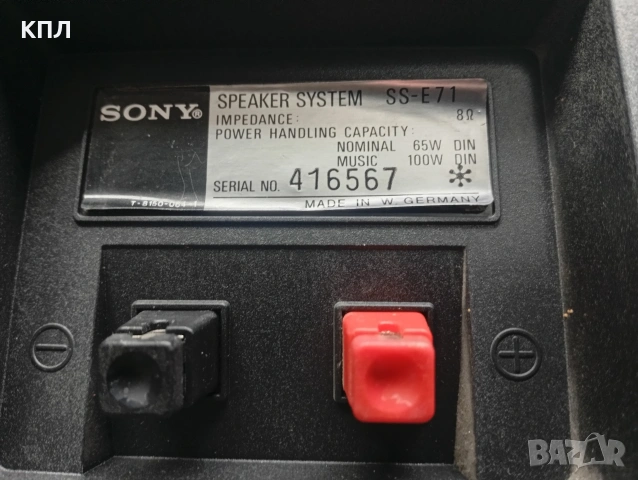 КПЛ
SONY® SPEAKER SYSTEM SS-E71
IMPEDANCE: 8Ω
POWER HANDLING CAPACITY:
NOMINAL 65W DIN
MUSIC 100W DIN
SERIAL NO. 416567
MADE IN W. GERMANY
− +
BAZAR